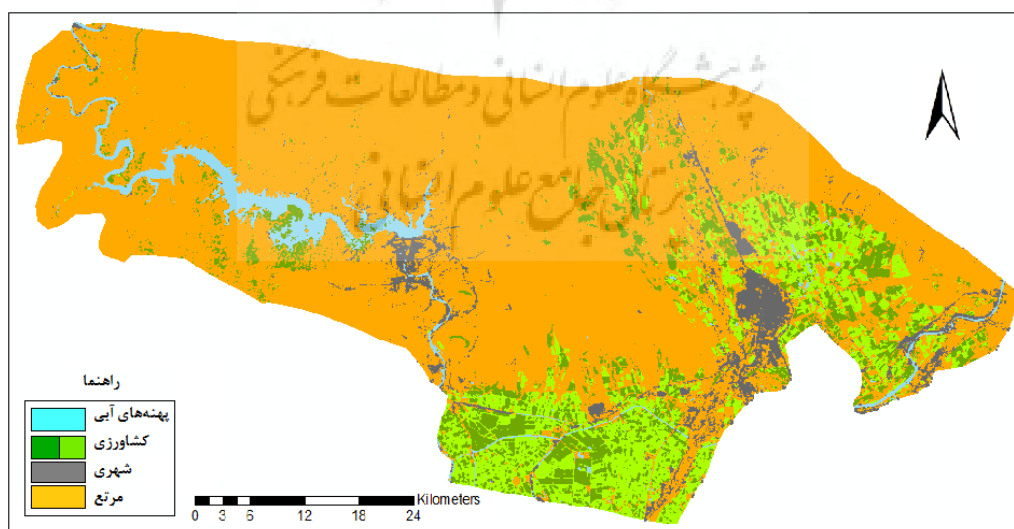 پژوهشگاه علوم انسانی و مطالعات فرهنگی
پرتال جامع علوم انسانی
راهنما
پهنه‌های آبی
کشاورزی
شهری
مرتع
0 3 6 12 18 24 Kilometers